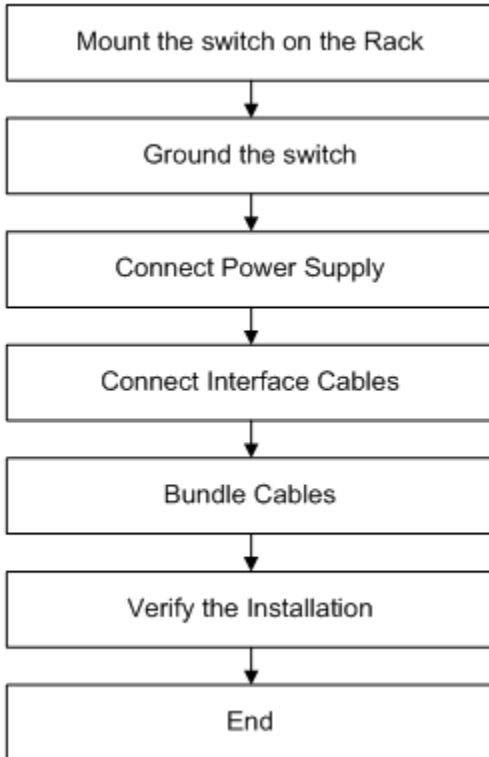 Mount the switch on the Rack
Ground the switch
Connect Power Supply
Connect Interface Cables
Bundle Cables
Verify the Installation
End